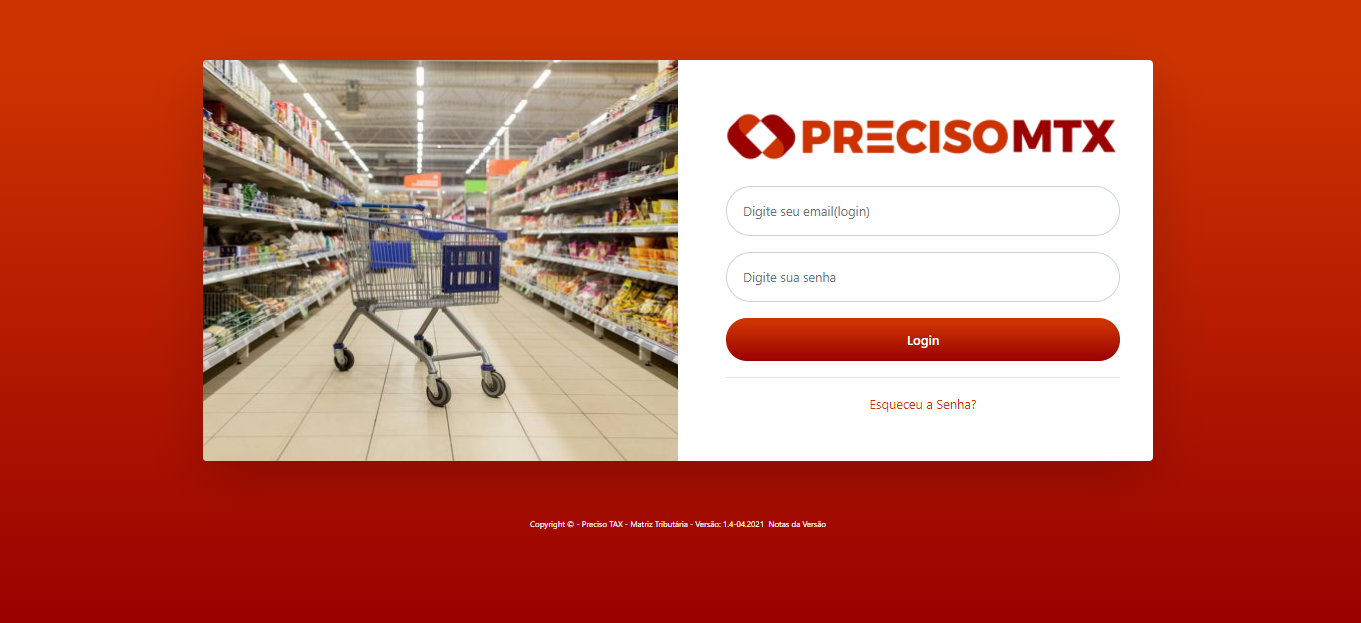 PRECISOMTX
Digite seu email(login)
Digite sua senha
Login
Esqueceu a Senha?
Copyright © - Preciso TAX - Matriz Tributária - Versão: 1.4-04.2021 Notas da Versão